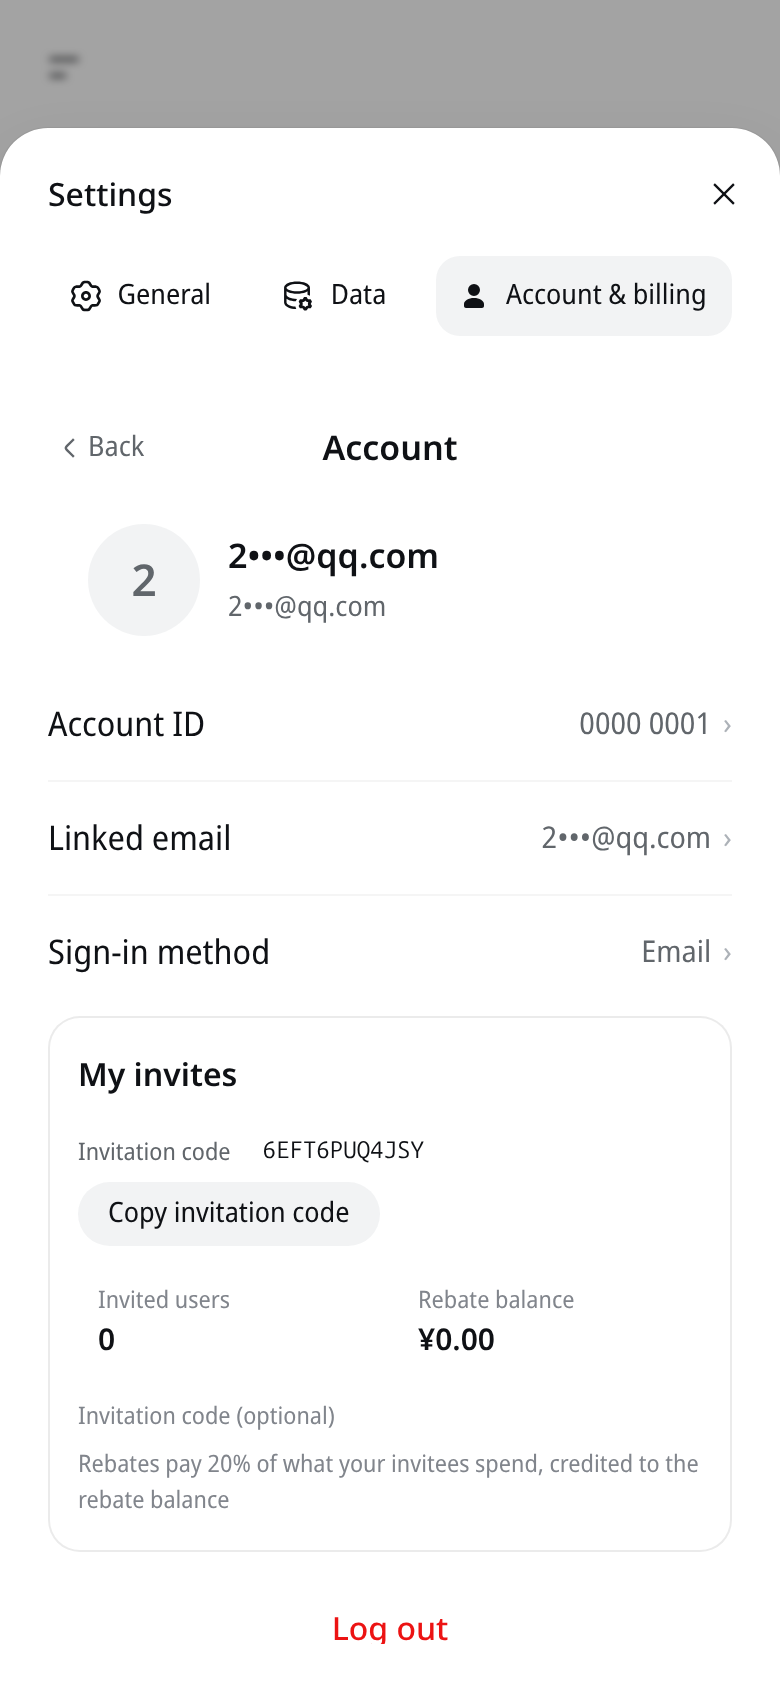 Settings
General
Data
Account & billing
Back
Account
2
2•••@qq.com
2•••@qq.com
Account ID
0000 0001
Linked email
2•••@qq.com
Sign-in method
Email
My invites
Invitation code
6EFT6PUQ4JSY
Copy invitation code
Invited users
Rebate balance
0
¥0.00
Invitation code (optional)
Rebates pay 20% of what your invitees spend, credited to the
rebate balance
Log out